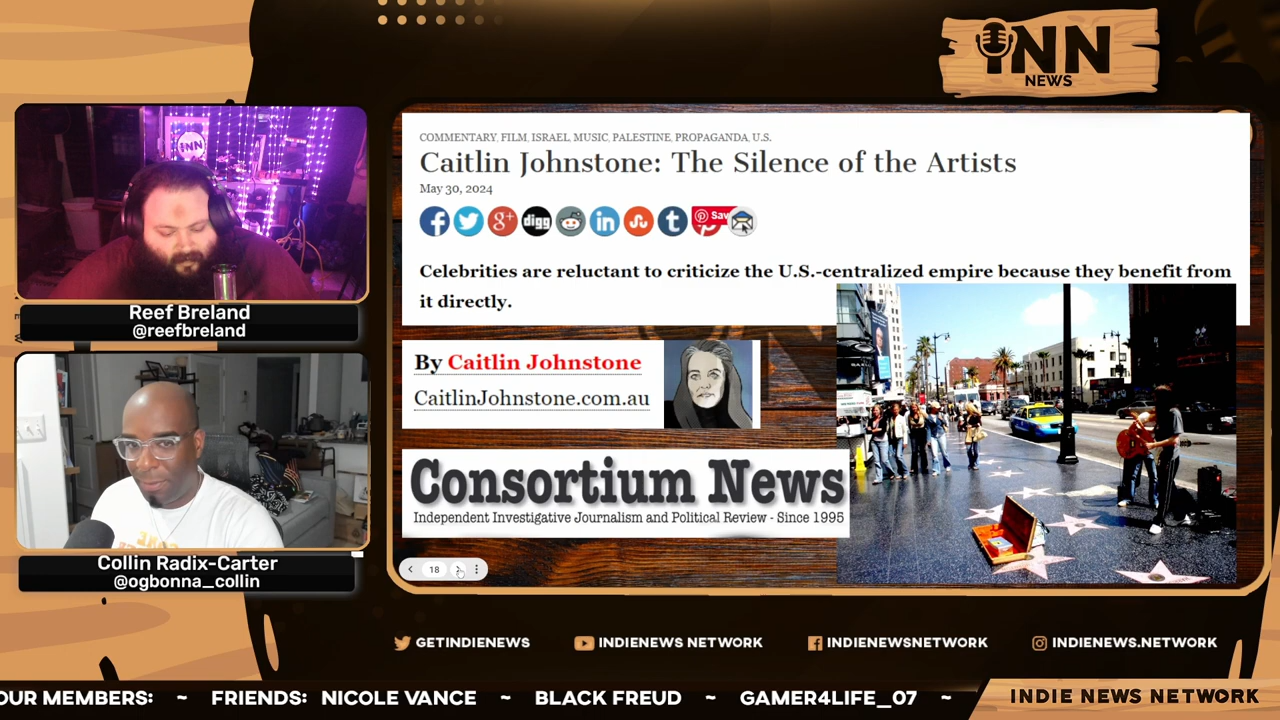 INN
NEWS
INN
COMMENTARY, FILM, ISRAEL, MUSIC, PALESTINE, PROPAGANDA, U.S.
Caitlin Johnstone: The Silence of the Artists
May 30, 2024
digg
Save
Celebrities are reluctant to criticize the U.S.-centralized empire because they benefit from
it directly.
Reef Breland
@reefbreland
By Caitlin Johnstone
CaitlinJohnstone.com.au
Consortium News
Independent Investigative Journalism and Political Review - Since 1995
Collin Radix-Carter
@ogbonna_collin
18
GETINDIENEWS
INDIENEWS NETWORK
INDIENEWSNETWORK
INDIENEWS.NETWORK
OUR MEMBERS: ~ FRIENDS: NICOLE VANCE ~ BLACK FREUD ~ GAMER4LIFE_07 ~
INDIE NEWS NETWORK